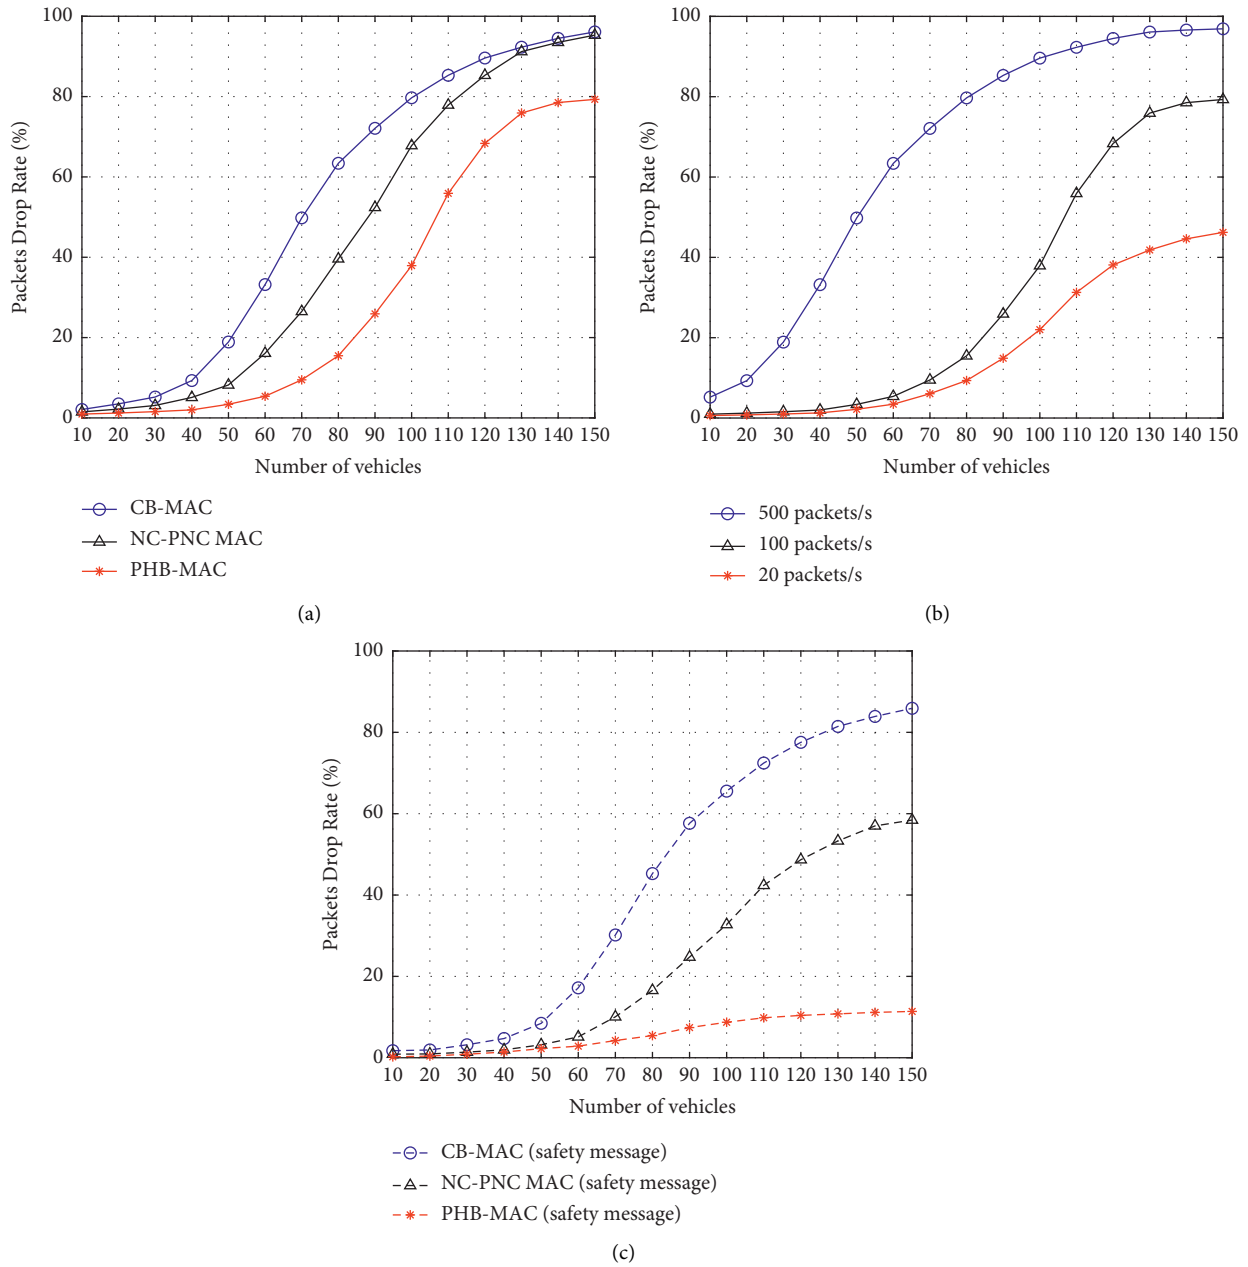 100
80
60
40
20
0
Packets Drop Rate (%)
10 20 30 40 50 60 70 80 90 100 110 120 130 140 150
Number of vehicles
CB-MAC
NC-PNC MAC
PHB-MAC
(a)
100
80
60
40
20
0
Packets Drop Rate (%)
10 20 30 40 50 60 70 80 90 100 110 120 130 140 150
Number of vehicles
500 packets/s
100 packets/s
20 packets/s
(b)
100
80
60
40
20
0
Packets Drop Rate (%)
10 20 30 40 50 60 70 80 90 100 110 120 130 140 150
Number of vehicles
CB-MAC (safety message)
NC-PNC MAC (safety message)
PHB-MAC (safety message)
(c)